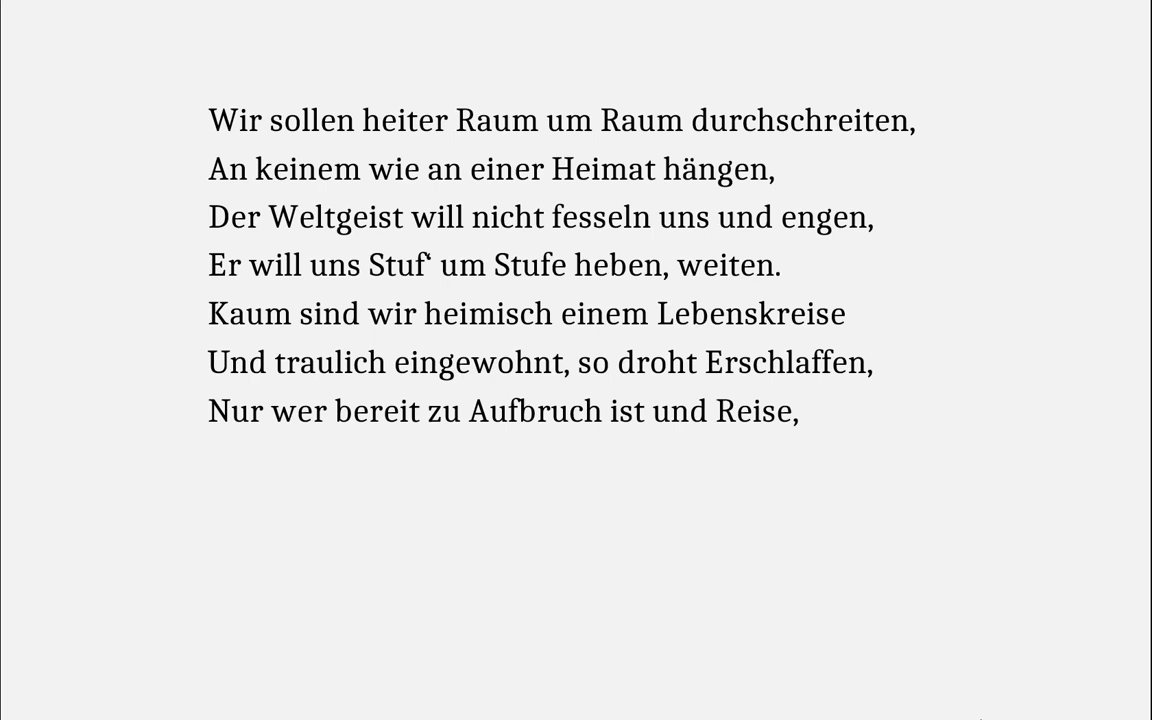 Wir sollen heiter Raum um Raum durchschreiten,
An keinem wie an einer Heimat hängen,
Der Weltgeist will nicht fesseln uns und engen,
Er will uns Stuf‘ um Stufe heben, weiten.
Kaum sind wir heimisch einem Lebenskreise
Und traulich eingewohnt, so droht Erschlaffen,
Nur wer bereit zu Aufbruch ist und Reise,